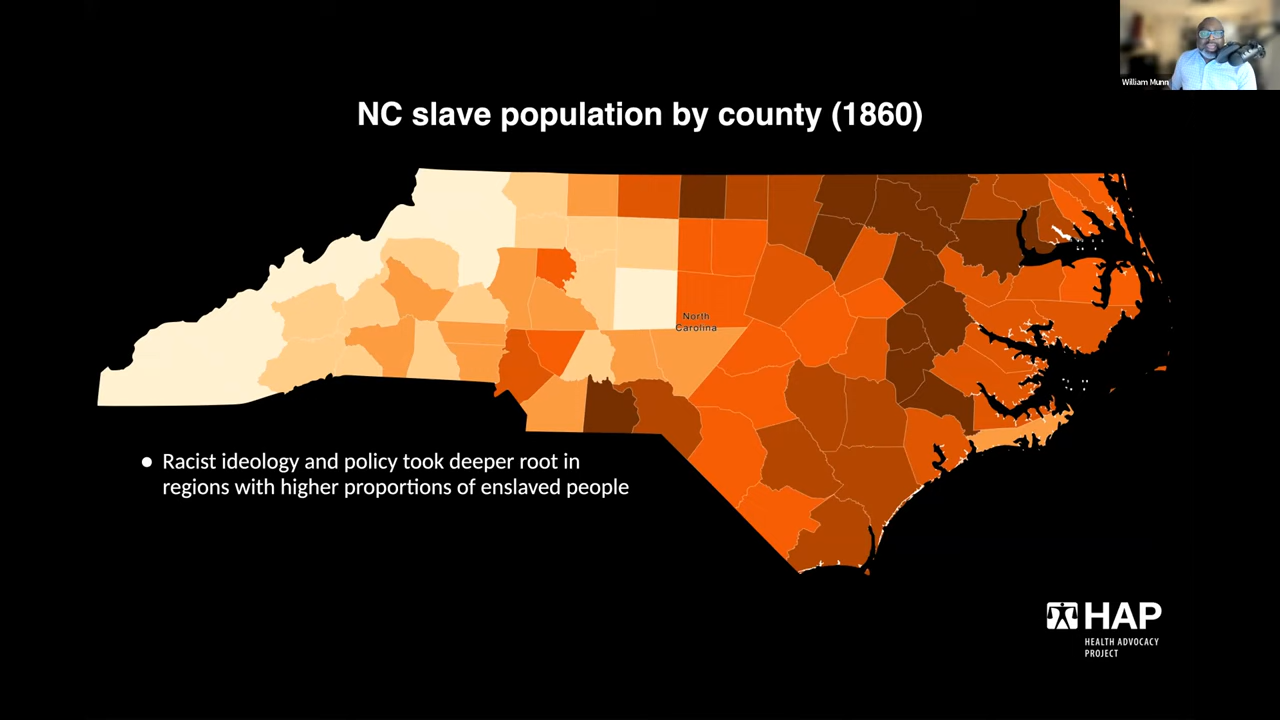 William Munn
NC slave population by county (1860)
North
Carolina
● Racist ideology and policy took deeper root in
regions with higher proportions of enslaved people
HAP
HEALTH ADVOCACY
PROJECT